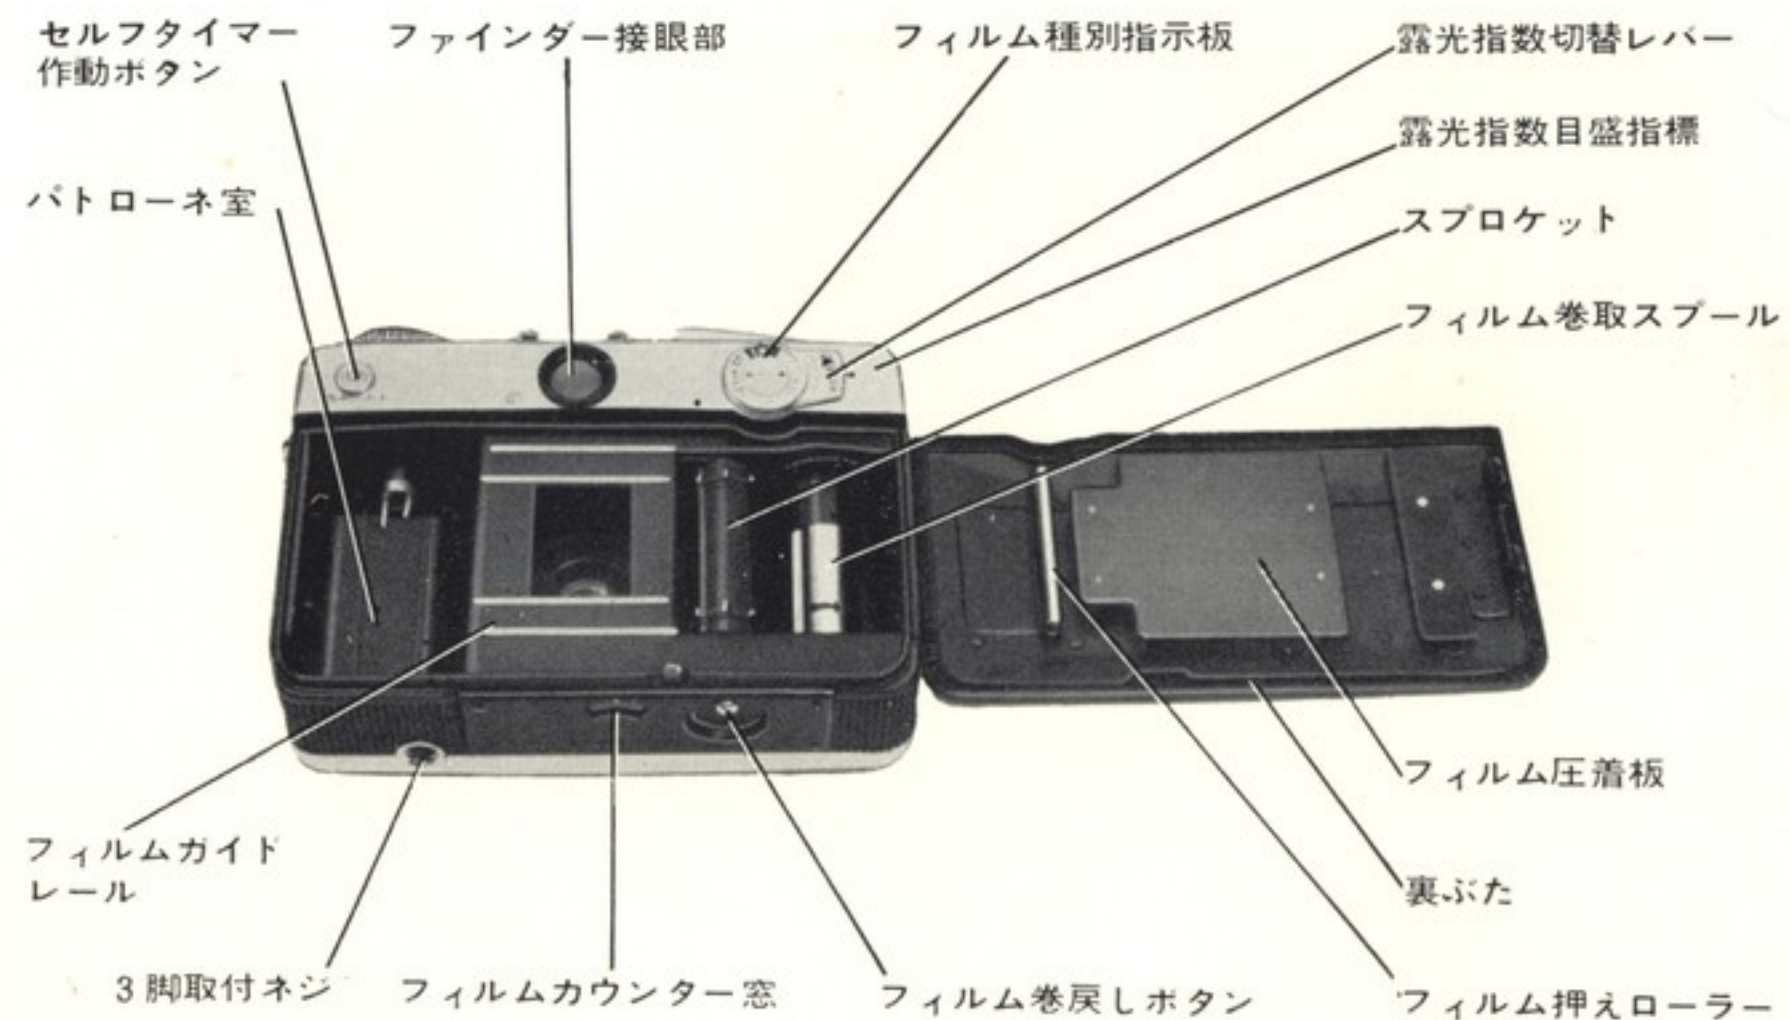 セルフタイマー
作動ボタン
ファインダー接眼部
フィルム種別指示板
露光指数切替レバー
露光指数目盛指標
パトローネ室
スプロケット
フィルム巻取スプール
フィルム圧着板
フィルムガイド
レール
裏ぶた
3脚取付ネジ
フィルムカウンター窓
フィルム巻戻しボタン
フィルム押えローラー